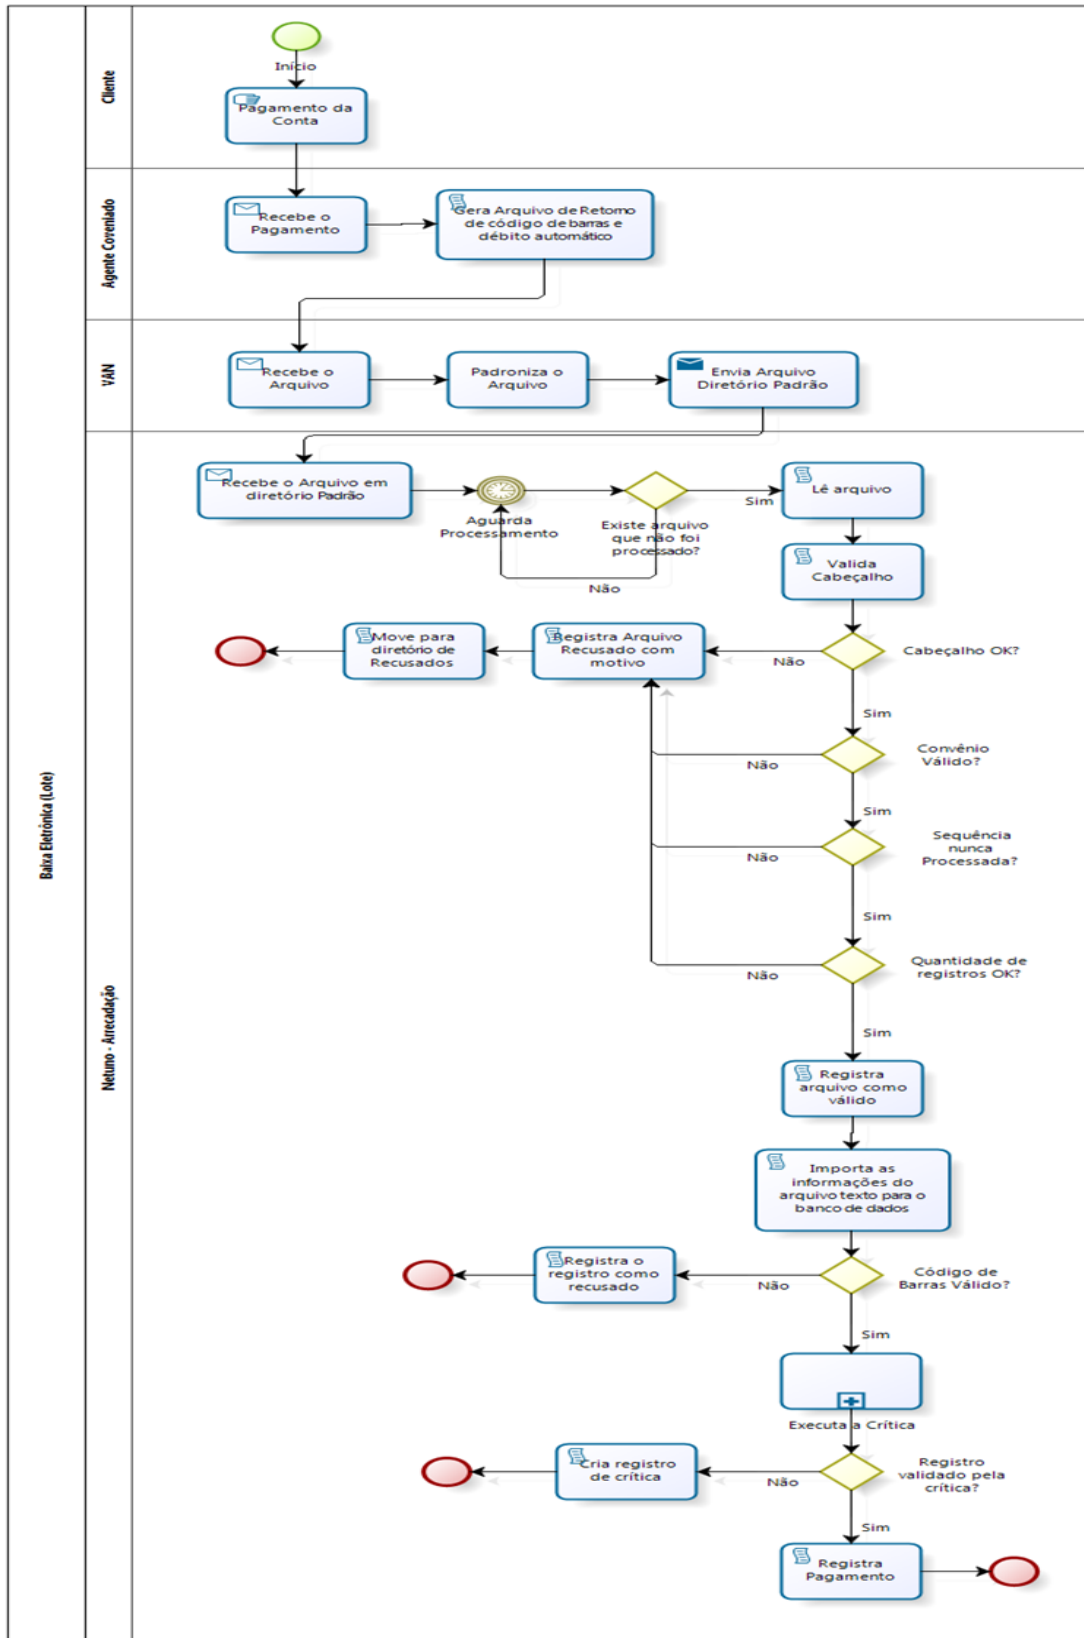 Baixa Eletrônica (Lote)
Cliente
Início
Pagamento da
Conta
Agente Coveniado
Recebe o
Pagamento
Gera Arquivo de Retorno
de código de barras e
débito automático
VAN
Recebe o
Arquivo
Padroniza o
Arquivo
Envia Arquivo
Diretório Padrão
Netuno - Arrecadação
Recebe o Arquivo em
diretório Padrão
Aguarda
Processamento
Existe arquivo
que não foi
processado?
Sim
Não
Lê arquivo
Valida
Cabeçalho
Cabeçalho OK?
Não
Registra Arquivo
Recusado com
motivo
Move para
diretório de
Recusados
Sim
Convênio
Válido?
Não
Sim
Sequência
nunca
Processada?
Não
Sim
Quantidade de
registros OK?
Não
Sim
Registra
arquivo como
válido
Importa as
informações do
arquivo texto para o
banco de dados
Código de
Barras Válido?
Não
Registra o
registro como
recusado
Sim
Executa a Crítica
Registro
validado pela
crítica?
Não
Cria registro
de crítica
Sim
Registra
Pagamento